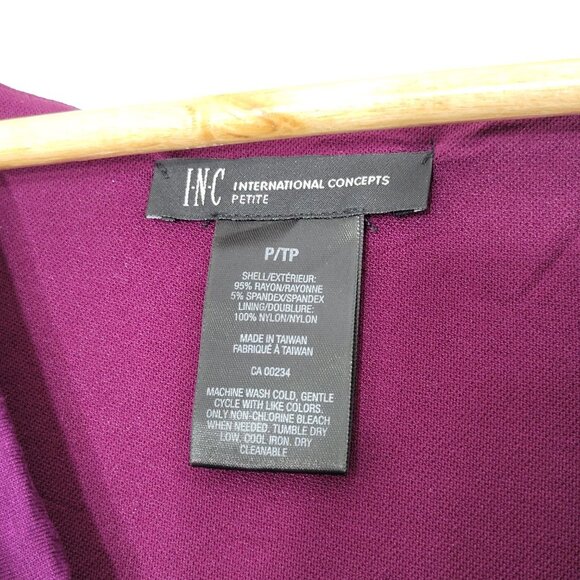 I·N·C INTERNATIONAL CONCEPTS
PETITE
P/TP
SHELL/EXTÉRIEUR:
95% RAYON/RAYONNE
5% SPANDEX/SPANDEX
LINING/DOUBLURE:
100% NYLON/NYLON
MADE IN TAIWAN
FABRIQUÉ À TAIWAN
CA 00234
MACHINE WASH COLD, GENTLE
CYCLE WITH LIKE COLORS.
ONLY NON-CHLORINE BLEACH
WHEN NEEDED. TUMBLE DRY
LOW, COOL IRON. DRY
CLEANABLE